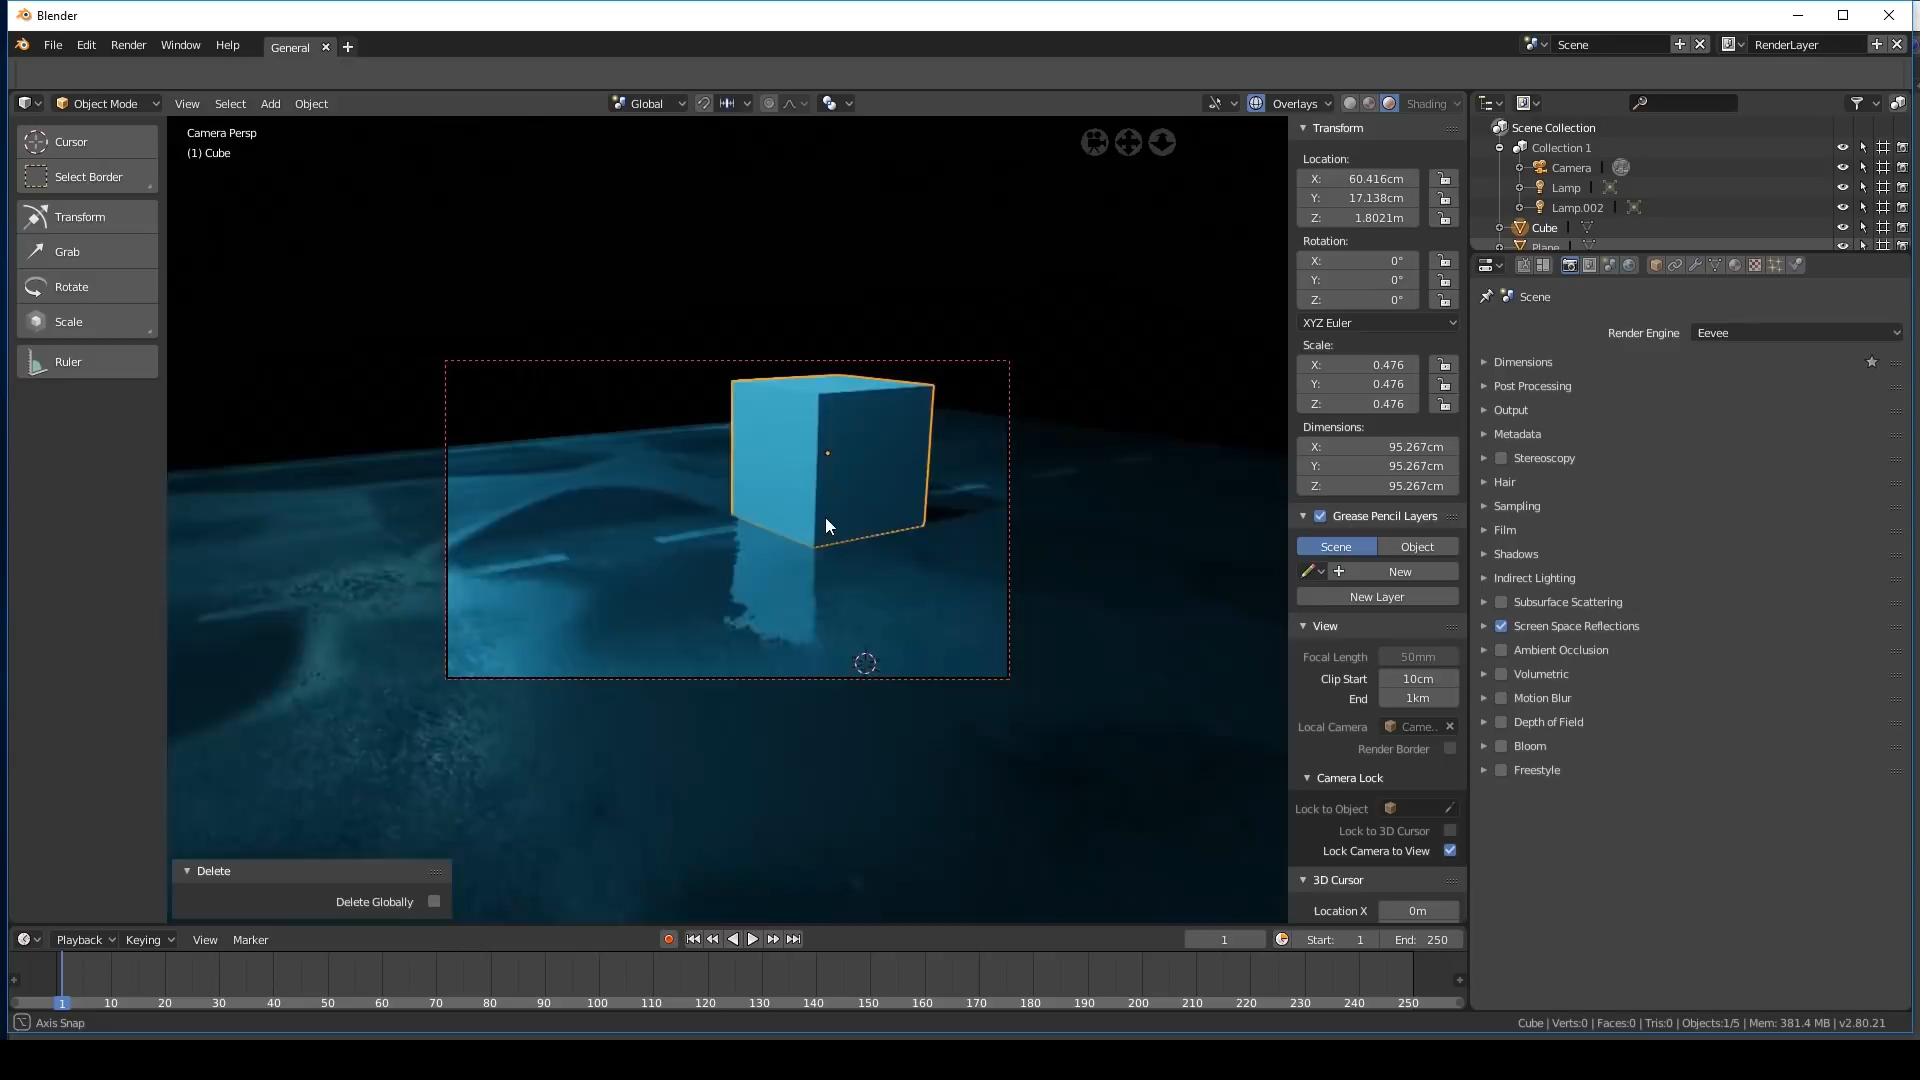 Blender
File Edit Render Window Help General
Scene RenderLayer
Object Mode View Select Add Object Global Overlays Shading
Camera Persp
(1) Cube
Cursor
Select Border
Transform
Grab
Rotate
Scale
Ruler
Delete
Delete Globally
Transform
Location:
X: 60.416cm
Y: 17.138cm
Z: 1.8021m
Rotation:
X: 0°
Y: 0°
Z: 0°
XYZ Euler
Scale:
X: 0.476
Y: 0.476
Z: 0.476
Dimensions:
X: 95.267cm
Y: 95.267cm
Z: 95.267cm
Grease Pencil Layers
Scene Object
New
New Layer
View
Focal Length 50mm
Clip Start 10cm
End 1km
Local Camera Came..
Render Border
Camera Lock
Lock to Object
Lock to 3D Cursor
Lock Camera to View
3D Cursor
Location X 0m
Scene Collection
Collection 1
Camera
Lamp
Lamp.002
Cube
Plane
Scene
Render Engine Eevee
Dimensions
Post Processing
Output
Metadata
Stereoscopy
Hair
Sampling
Film
Shadows
Indirect Lighting
Subsurface Scattering
Screen Space Reflections
Ambient Occlusion
Volumetric
Motion Blur
Depth of Field
Bloom
Freestyle
Playback Keying View Marker 1 Start: 1 End: 250
1 10 20 30 40 50 60 70 80 90 100 110 120 130 140 150 160 170 180 190 200 210 220 230 240 250
Axis Snap
Cube | Verts:0 | Faces:0 | Tris:0 | Objects:1/5 | Mem: 381.4 MB | v2.80.21